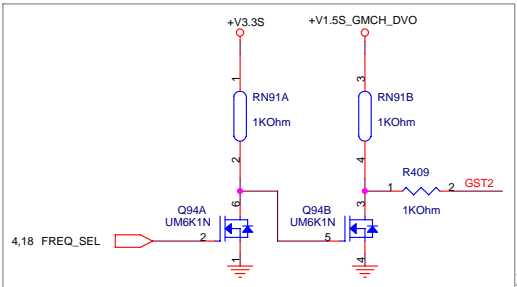 +V3.3S +V1.5S_GMCH_DVO
1 3
RN91A RN91B
1KOhm 1KOhm
2 4
R409
1 2 GST2
1KOhm
6 3
Q94A Q94B
UM6K1N UM6K1N
4,18 FREQ_SEL 2 5
1 4